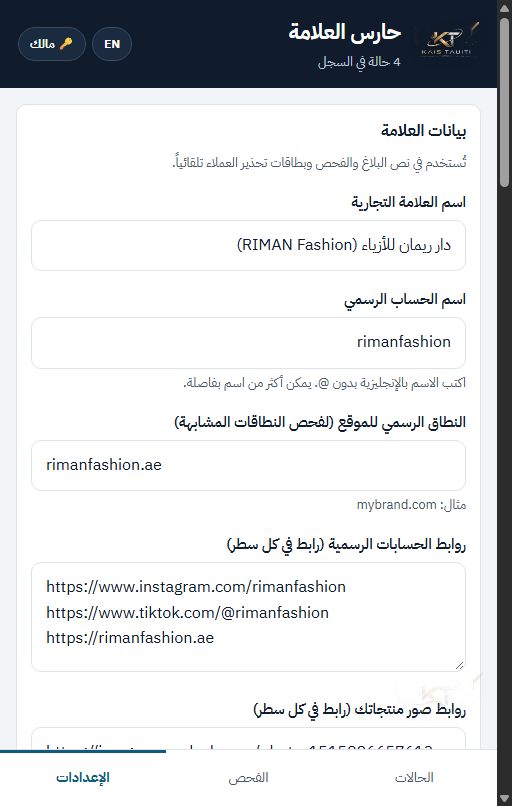 حارس العلامة
4 حالة في السجل
KT
KAIS TAUITI
EN
🔑 مالك
بيانات العلامة
تُستخدم في نص البلاغ والفحص وبطاقات تحذير العملاء تلقائياً.
اسم العلامة التجارية
دار ريمان للأزياء (RIMAN Fashion)
اسم الحساب الرسمي
rimanfashion
اكتب الاسم بالإنجليزية بدون @. يمكن أكثر من اسم بفاصلة.
النطاق الرسمي للموقع (لفحص النطاقات المشابهة)
rimanfashion.ae
مثال: mybrand.com
روابط الحسابات الرسمية (رابط في كل سطر)
https://www.instagram.com/rimanfashion
https://www.tiktok.com/@rimanfashion
https://rimanfashion.ae
روابط صور منتجاتك (رابط في كل سطر)
الحالات
الفحص
الإعدادات